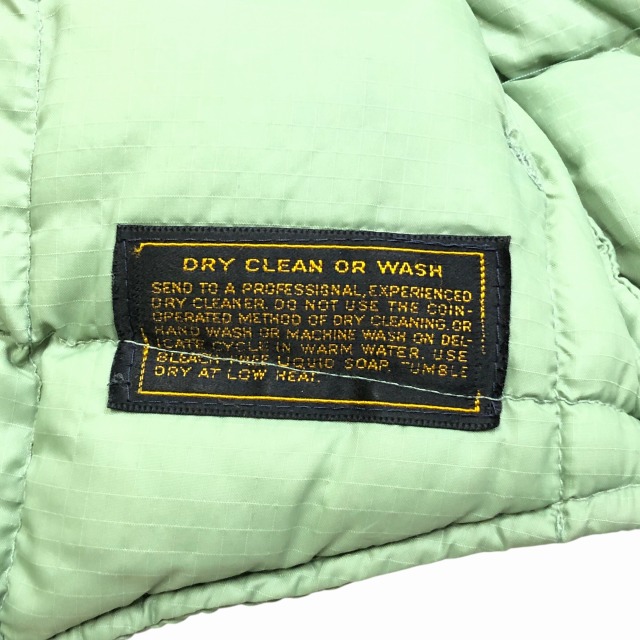 DRY CLEAN OR WASH
SEND TO A PROFESSIONAL, EXPERIENCED
DRY CLEANER. DO NOT USE THE COIN-
OPERATED METHOD OF DRY CLEANING, OR
HAND WASH OR MACHINE WASH ON DEL-
ICATE CYCLE IN WARM WATER. USE
BLEACH FREE LIQUID SOAP. TUMBLE
DRY AT LOW HEAT.